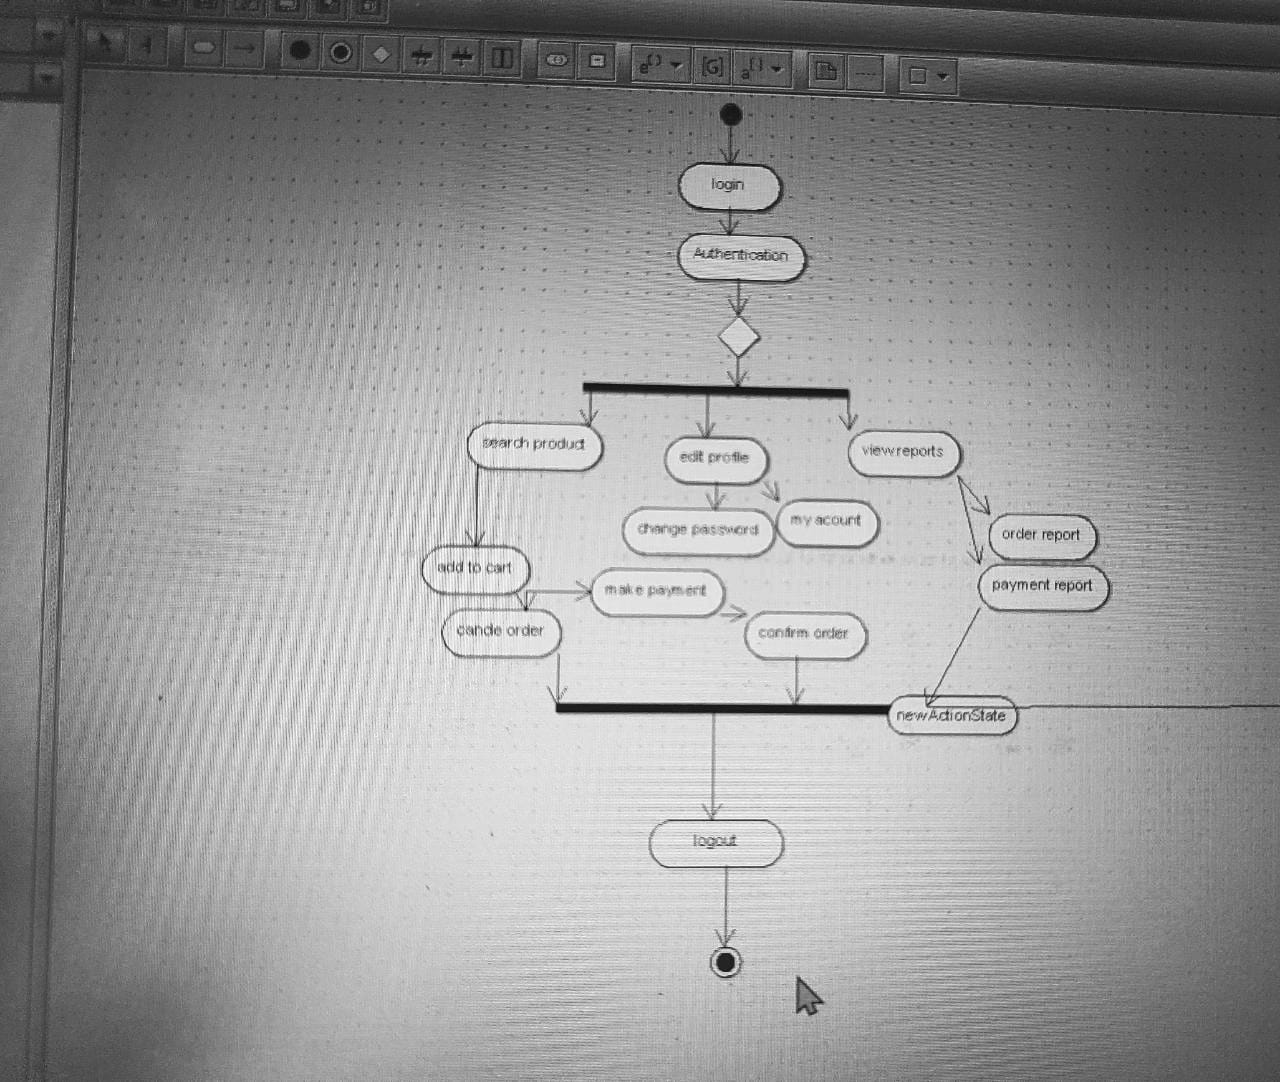 e()
[G]
a[]
login
Authentication
search product
edit profile
view reports
change password
my acount
order report
add to cart
make payment
payment report
cancle order
confirm order
newActionState
logout